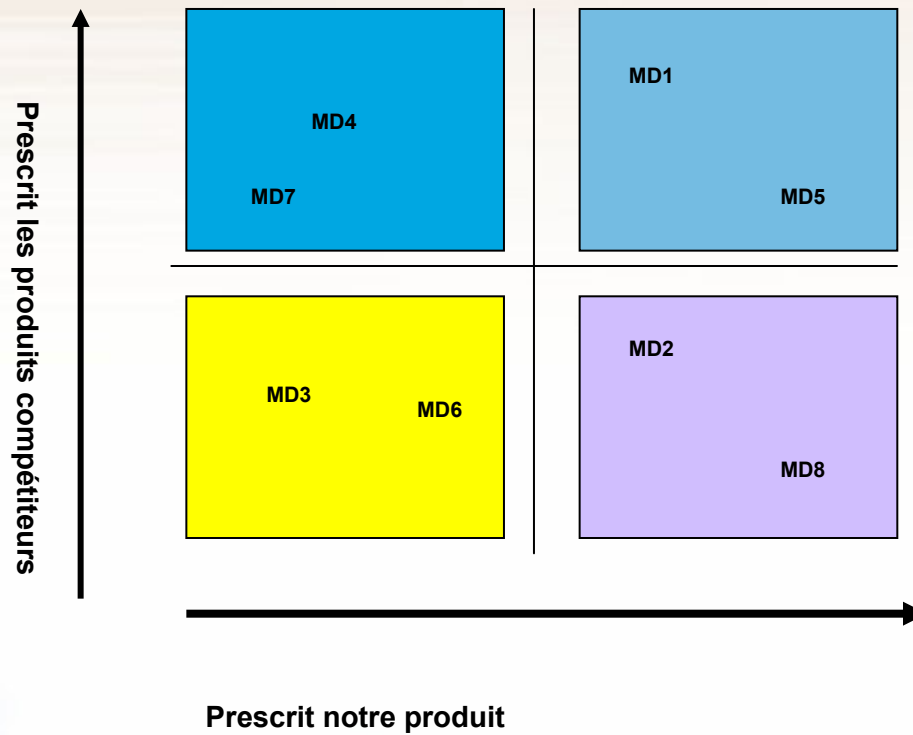 Prescrit les produits compétiteurs
MD1
MD4
MD7
MD5
MD2
MD3
MD6
MD8
Prescrit notre produit